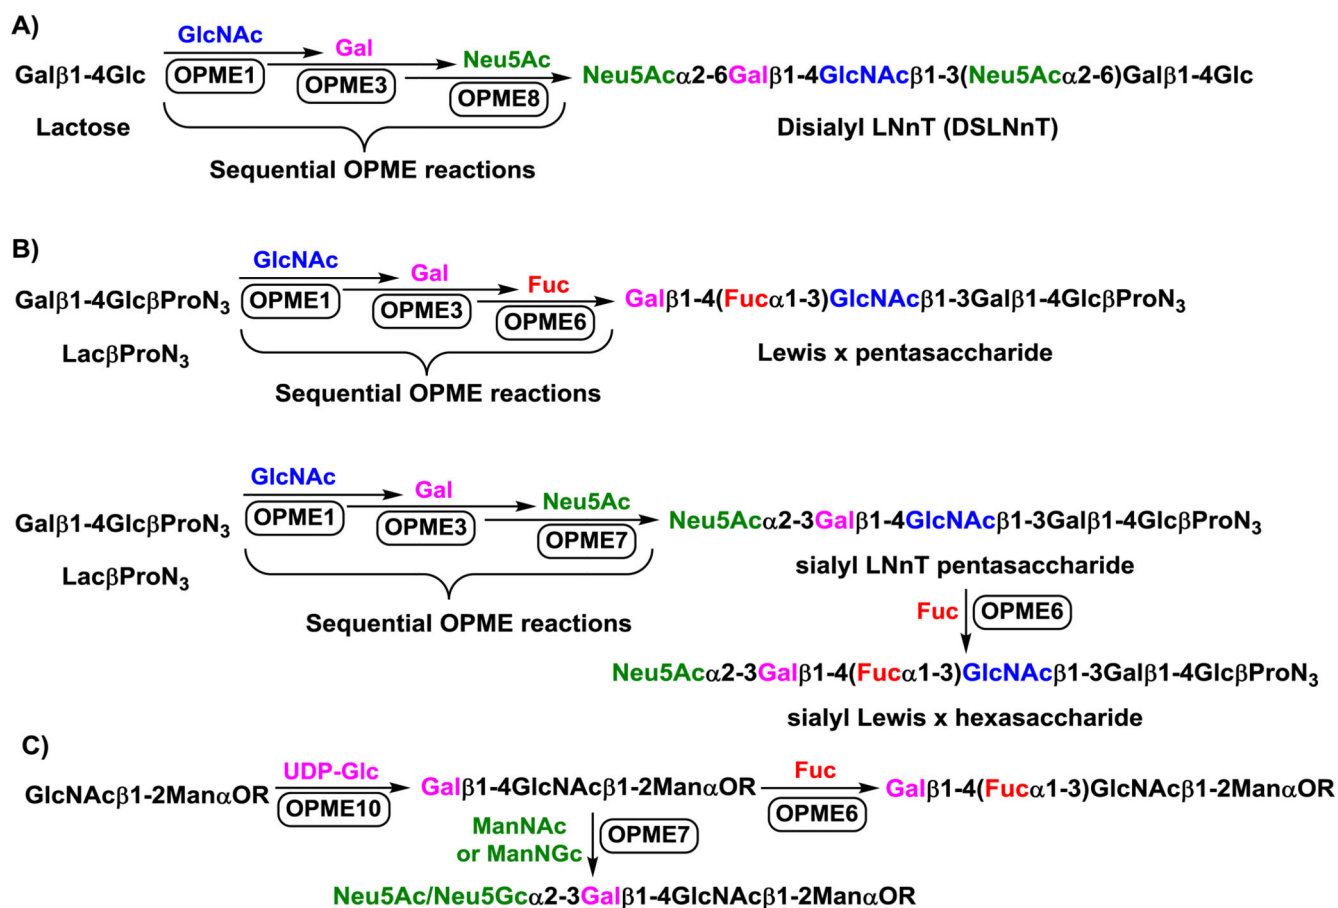 A)
GlcNAc
Gal
Neu5Ac
Galβ1-4Glc
OPME1
OPME3
OPME8
Neu5Acα2-6Galβ1-4GlcNAcβ1-3(Neu5Acα2-6)Galβ1-4Glc
Lactose
Disialyl LNnT (DSLNnT)
Sequential OPME reactions
B)
GlcNAc
Gal
Fuc
Galβ1-4GlcβProN₃
OPME1
OPME3
OPME6
Galβ1-4(Fucα1-3)GlcNAcβ1-3Galβ1-4GlcβProN₃
LacβProN₃
Lewis x pentasaccharide
Sequential OPME reactions
GlcNAc
Gal
Neu5Ac
Galβ1-4GlcβProN₃
OPME1
OPME3
OPME7
Neu5Acα2-3Galβ1-4GlcNAcβ1-3Galβ1-4GlcβProN₃
LacβProN₃
sialyl LNnT pentasaccharide
Sequential OPME reactions
Fuc
OPME6
Neu5Acα2-3Galβ1-4(Fucα1-3)GlcNAcβ1-3Galβ1-4GlcβProN₃
sialyl Lewis x hexasaccharide
C)
GlcNAcβ1-2ManαOR
UDP-Glc
OPME10
Galβ1-4GlcNAcβ1-2ManαOR
Fuc
OPME6
Galβ1-4(Fucα1-3)GlcNAcβ1-2ManαOR
ManNAc
or ManNGc
OPME7
Neu5Ac/Neu5Gcα2-3Galβ1-4GlcNAcβ1-2ManαOR